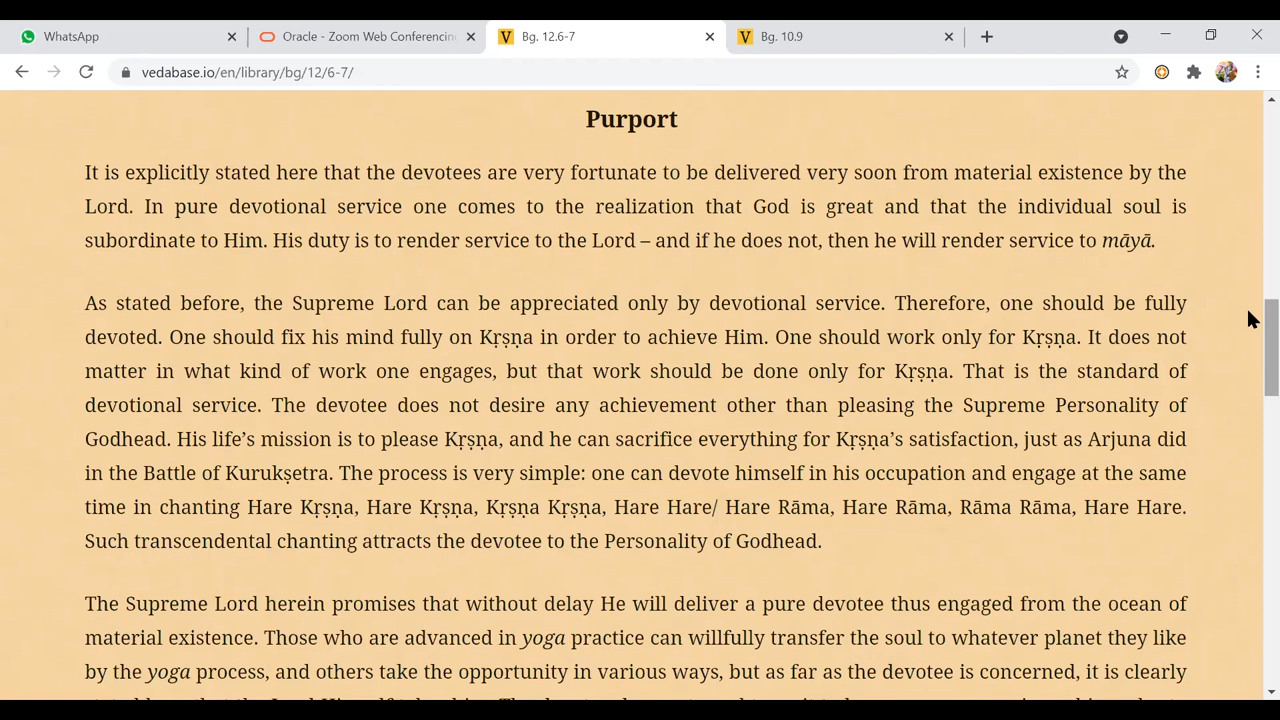 WhatsApp
Oracle - Zoom Web Conferencin
Bg. 12.6-7
Bg. 10.9
vedabase.io/en/library/bg/12/6-7/
Purport
It is explicitly stated here that the devotees are very fortunate to be delivered very soon from material existence by the
Lord. In pure devotional service one comes to the realization that God is great and that the individual soul is
subordinate to Him. His duty is to render service to the Lord – and if he does not, then he will render service to māyā.
As stated before, the Supreme Lord can be appreciated only by devotional service. Therefore, one should be fully
devoted. One should fix his mind fully on Kṛṣṇa in order to achieve Him. One should work only for Kṛṣṇa. It does not
matter in what kind of work one engages, but that work should be done only for Kṛṣṇa. That is the standard of
devotional service. The devotee does not desire any achievement other than pleasing the Supreme Personality of
Godhead. His life’s mission is to please Kṛṣṇa, and he can sacrifice everything for Kṛṣṇa’s satisfaction, just as Arjuna did
in the Battle of Kurukṣetra. The process is very simple: one can devote himself in his occupation and engage at the same
time in chanting Hare Kṛṣṇa, Hare Kṛṣṇa, Kṛṣṇa Kṛṣṇa, Hare Hare/ Hare Rāma, Hare Rāma, Rāma Rāma, Hare Hare.
Such transcendental chanting attracts the devotee to the Personality of Godhead.
The Supreme Lord herein promises that without delay He will deliver a pure devotee thus engaged from the ocean of
material existence. Those who are advanced in yoga practice can willfully transfer the soul to whatever planet they like
by the yoga process, and others take the opportunity in various ways, but as far as the devotee is concerned, it is clearly